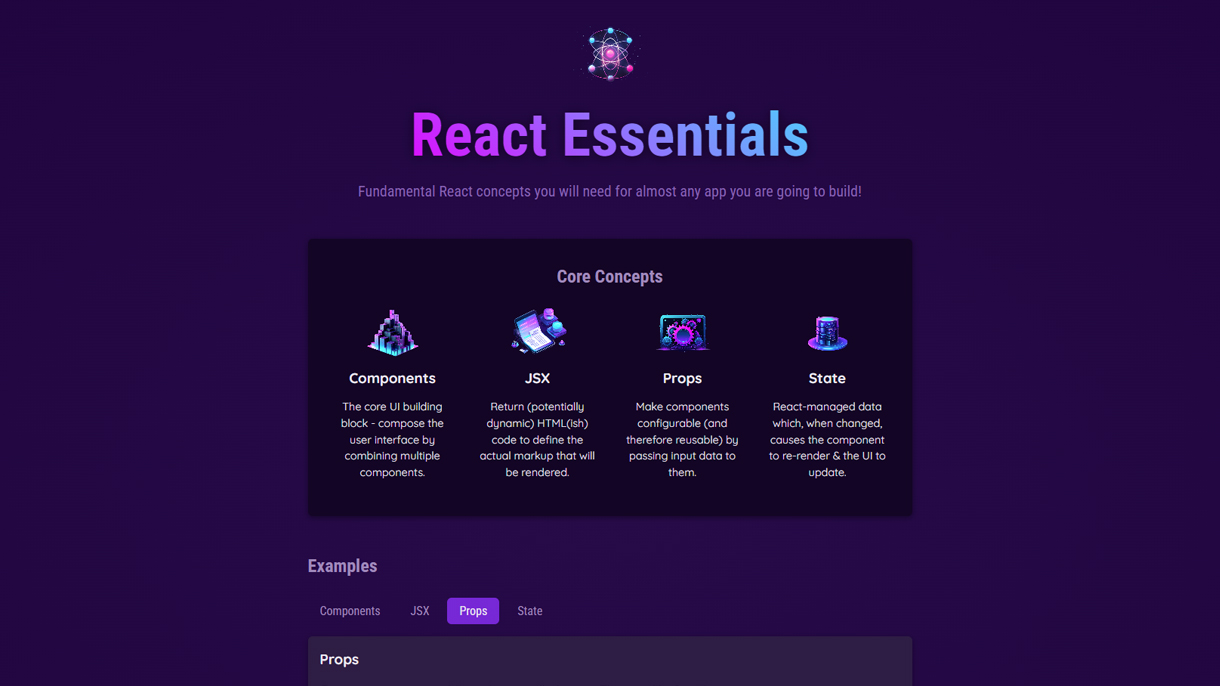 React Essentials
Fundamental React concepts you will need for almost any app you are going to build!
Core Concepts
Components
The core UI building
block - compose the
user interface by
combining multiple
components.
JSX
Return (potentially
dynamic) HTML(ish)
code to define the
actual markup that will
be rendered.
Props
Make components
configurable (and
therefore reusable) by
passing input data to
them.
State
React-managed data
which, when changed,
causes the component
to re-render & the UI to
update.
Examples
Components JSX Props State
Props